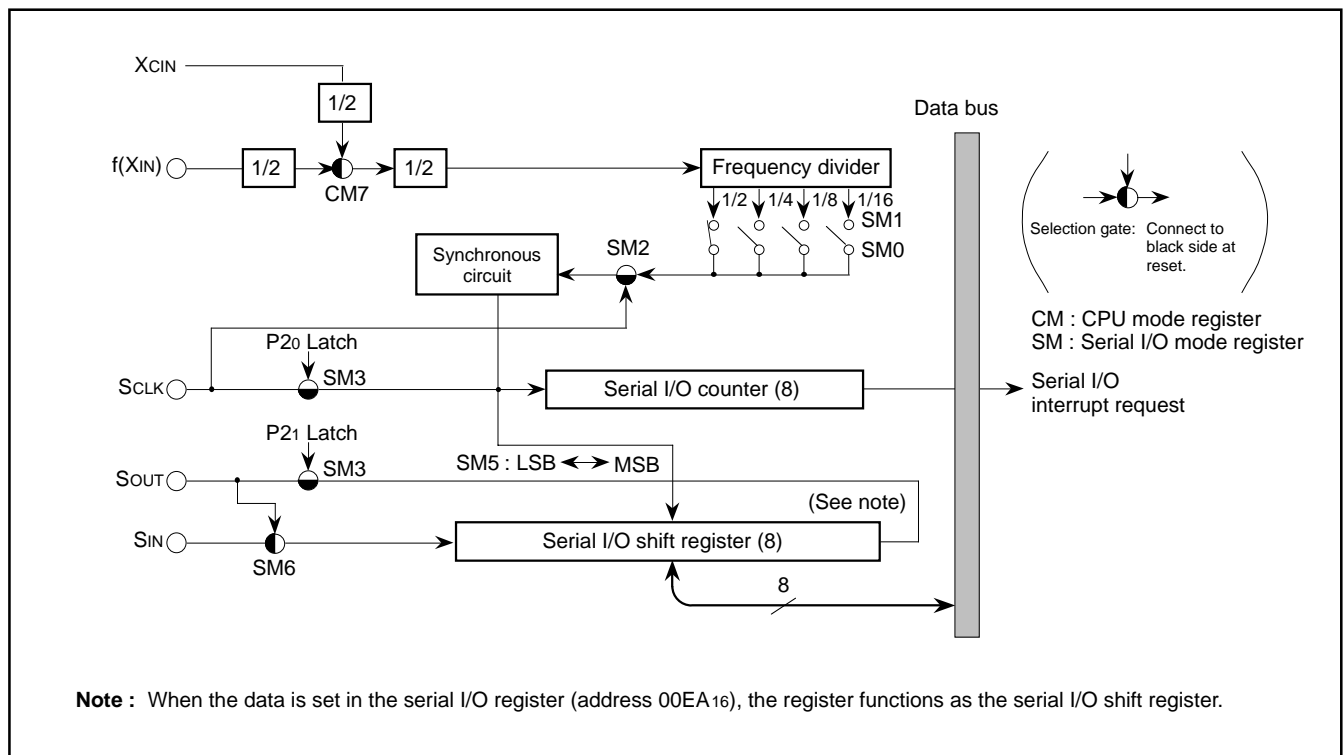 XCIN
1/2
Data bus
f(XIN)
1/2
CM7
1/2
Frequency divider
1/2
1/4
1/8
1/16
SM1
SM0
Selection gate: Connect to
black side at
reset.
Synchronous
circuit
SM2
CM : CPU mode register
SM : Serial I/O mode register
P20 Latch
SCLK
SM3
Serial I/O counter (8)
Serial I/O
interrupt request
P21 Latch
SOUT
SM3
SM5 : LSB
MSB
(See note)
SIN
SM6
Serial I/O shift register (8)
8
Note : When the data is set in the serial I/O register (address 00EA16), the register functions as the serial I/O shift register.